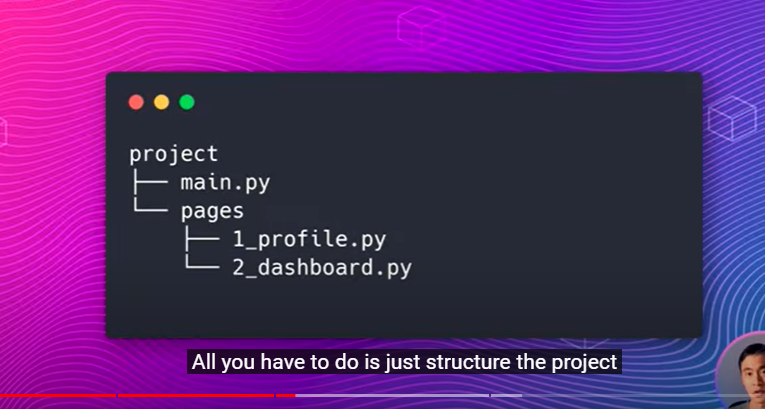 project
├── main.py
└── pages
    ├── 1_profile.py
    └── 2_dashboard.py
All you have to do is just structure the project